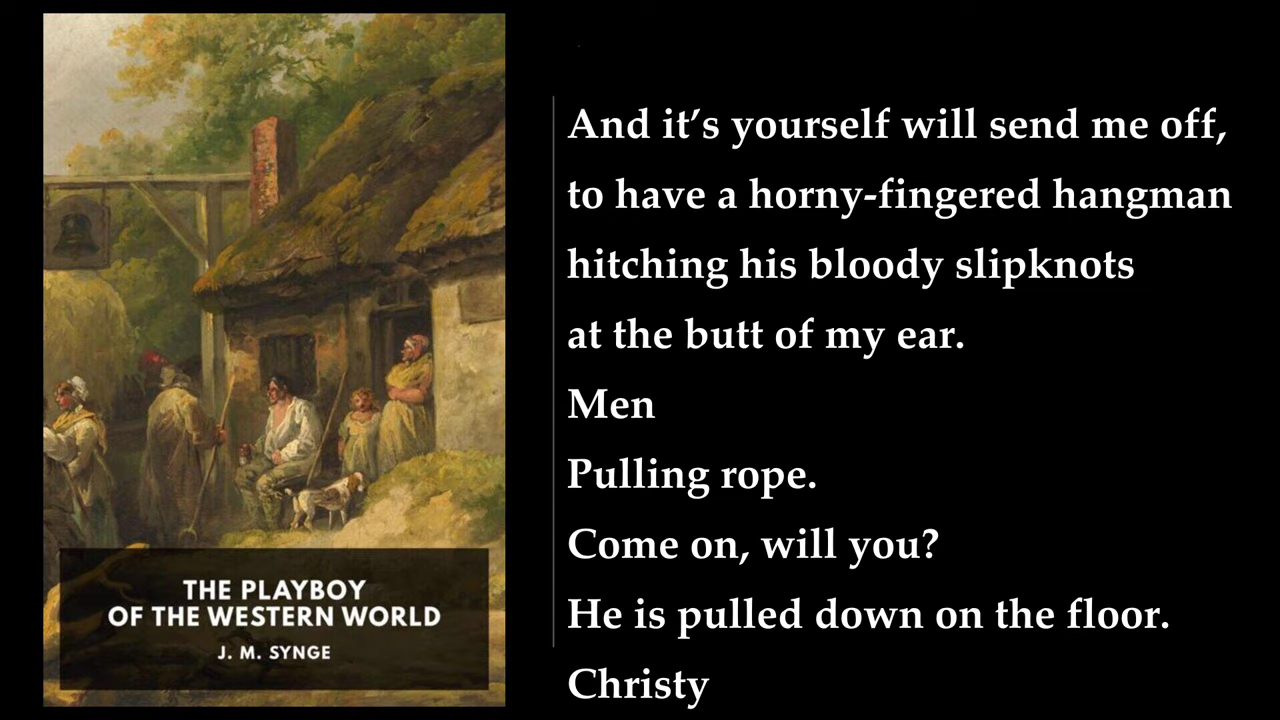 THE PLAYBOY
OF THE WESTERN WORLD
J. M. SYNGE
And it’s yourself will send me off,
to have a horny-fingered hangman
hitching his bloody slipknots
at the butt of my ear.
Men
Pulling rope.
Come on, will you?
He is pulled down on the floor.
Christy